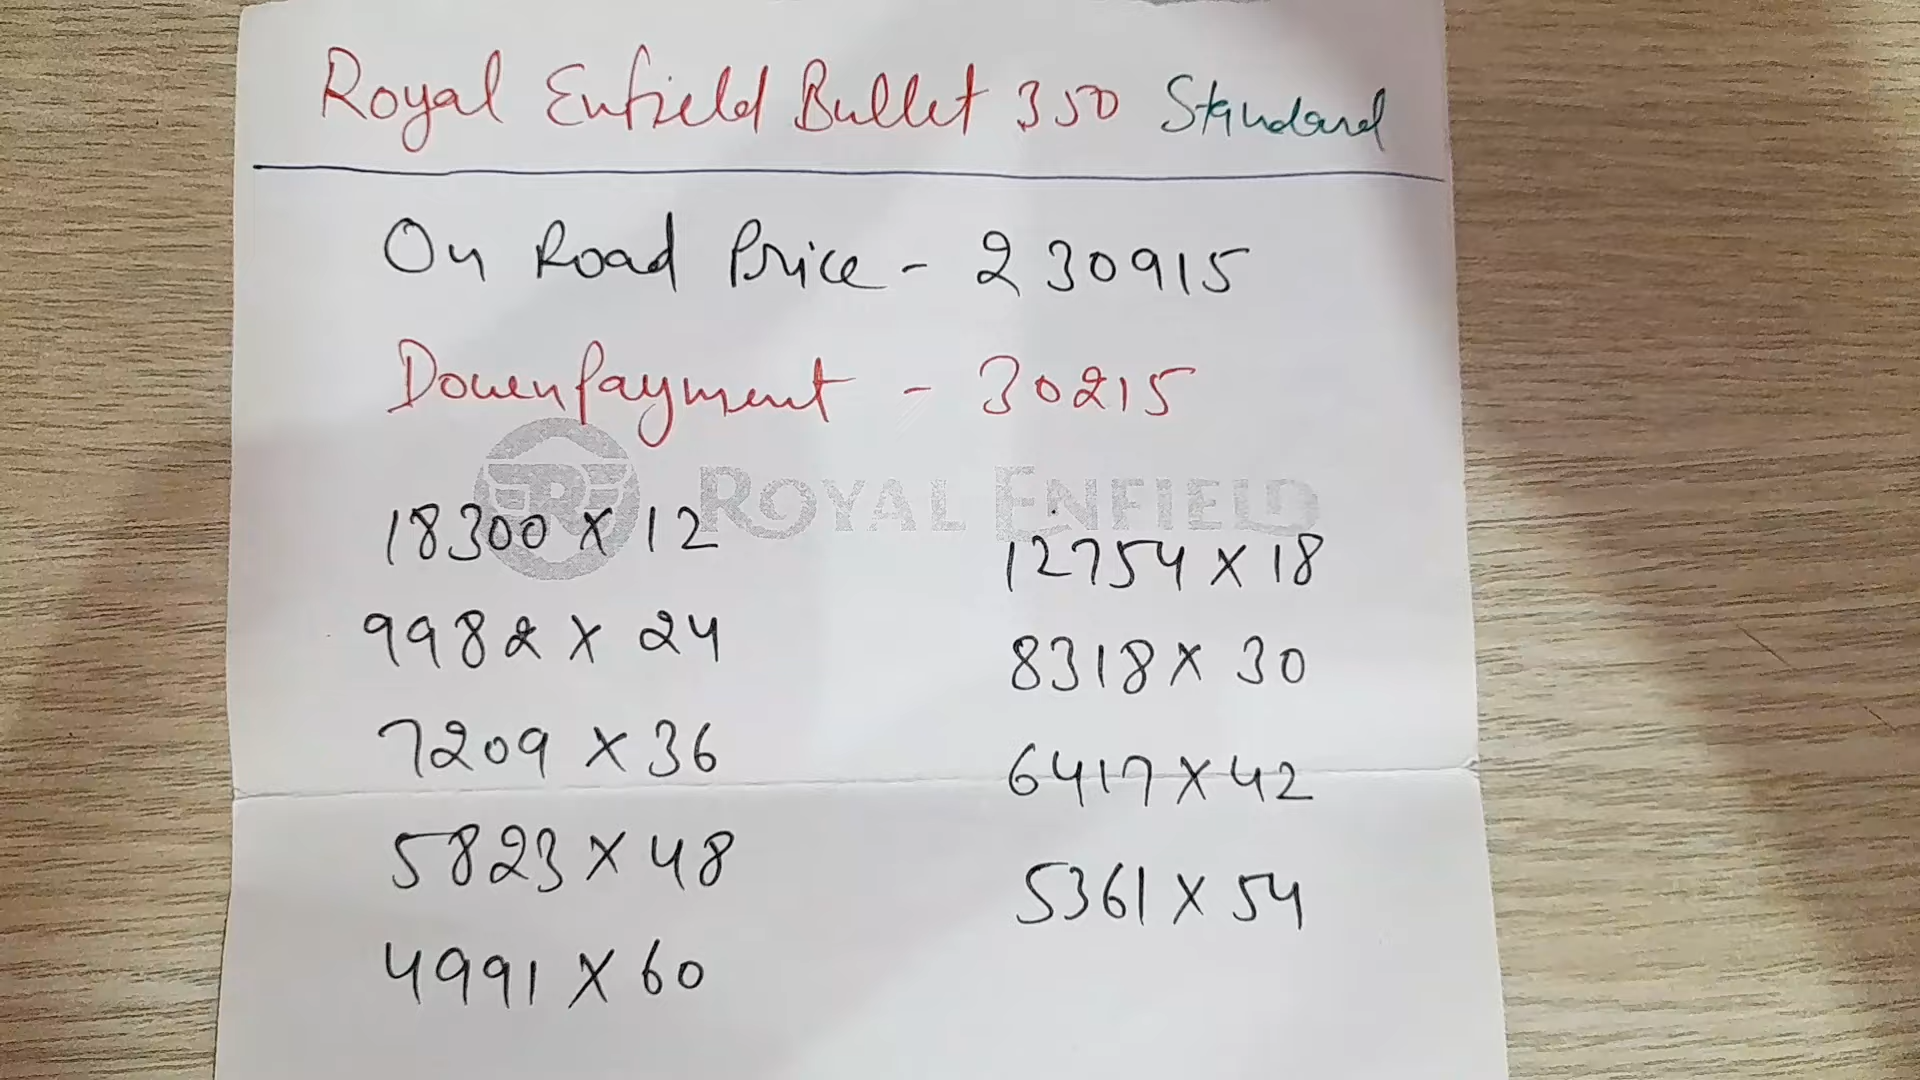 Royal Enfield Bullet 350 Standard
On Road Price - 230915
Downpayment - 30215
ROYAL ENFIELD
18300 X 12
12754 X 18
9982 X 24
8318 X 30
7209 X 36
6417 X 42
5823 X 48
5361 X 54
4991 X 60